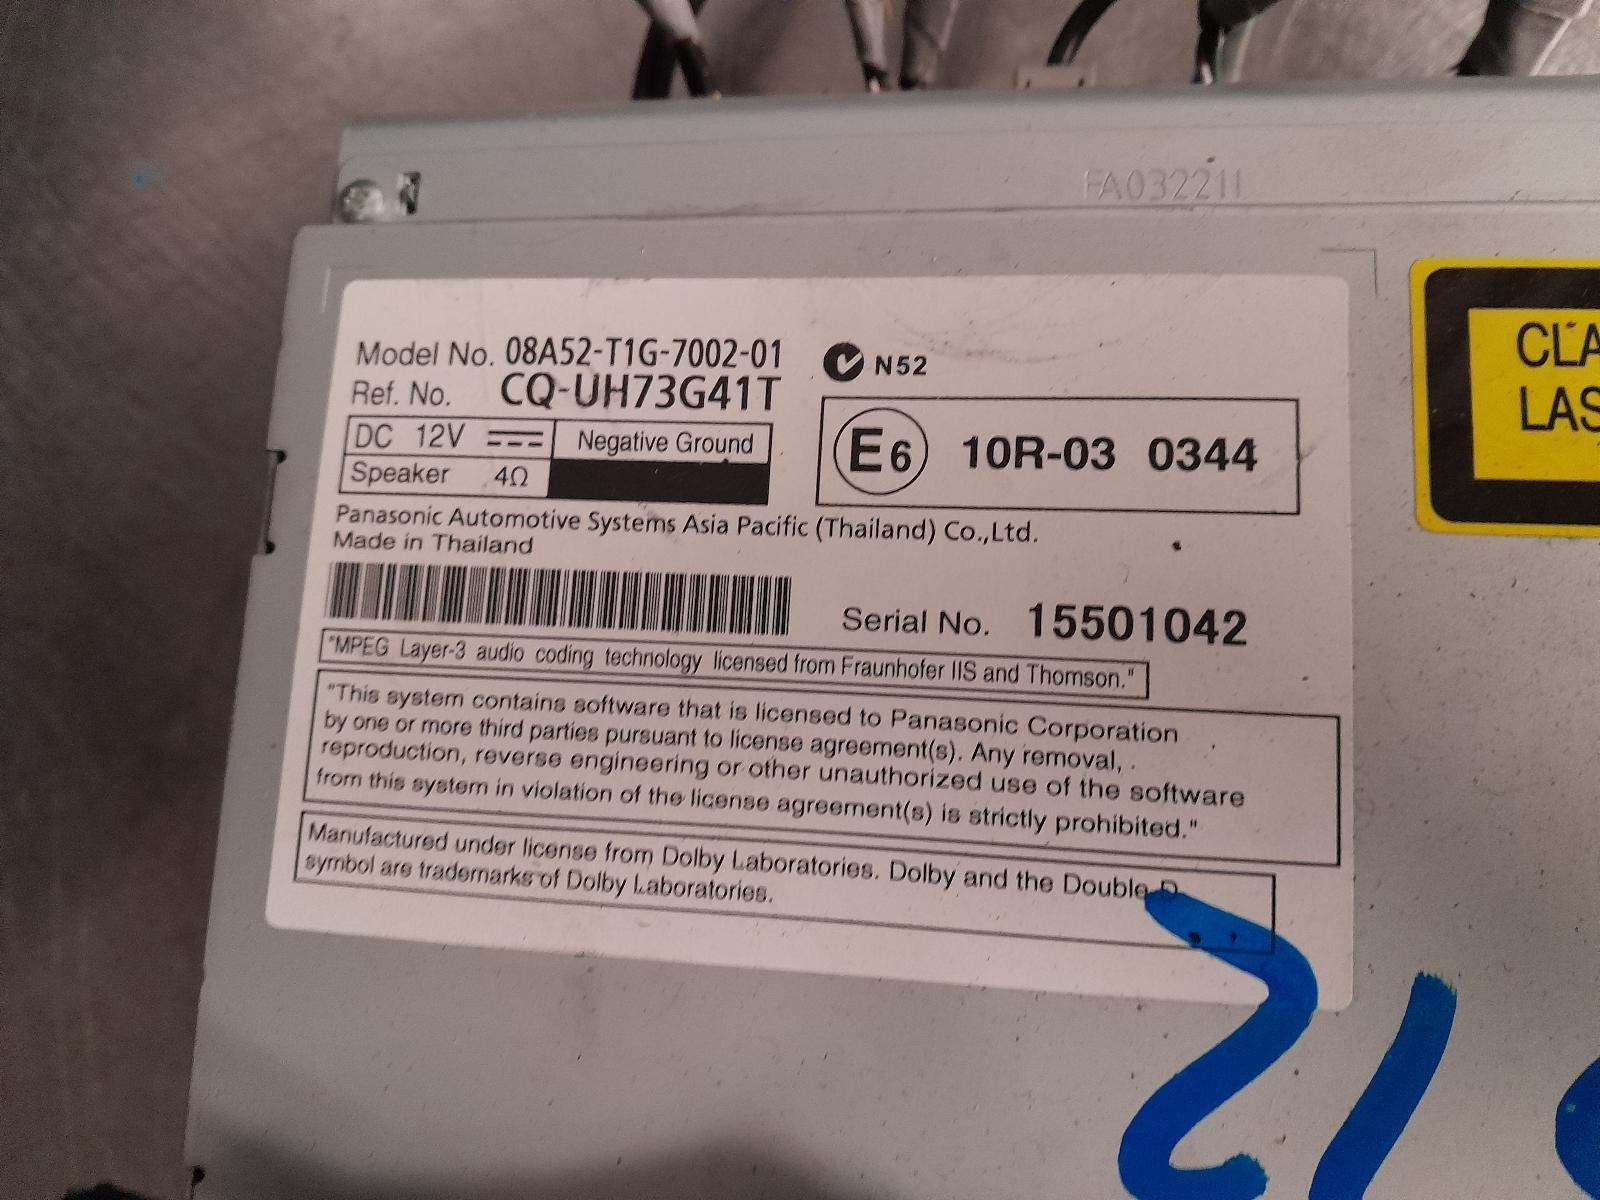 FA032211
Model No. 08A52-T1G-7002-01
Ref. No. CQ-UH73G41T
N52
DC 12V Negative Ground
Speaker 4Ω
E6 10R-03 0344
Panasonic Automotive Systems Asia Pacific (Thailand) Co.,Ltd.
Made in Thailand
Serial No. 15501042
"MPEG Layer-3 audio coding technology licensed from Fraunhofer IIS and Thomson."
"This system contains software that is licensed to Panasonic Corporation
by one or more third parties pursuant to license agreement(s). Any removal,
reproduction, reverse engineering or other unauthorized use of the software
from this system in violation of the license agreement(s) is strictly prohibited."
Manufactured under license from Dolby Laboratories. Dolby and the Double-D
symbol are trademarks of Dolby Laboratories.
CLA
LAS
21